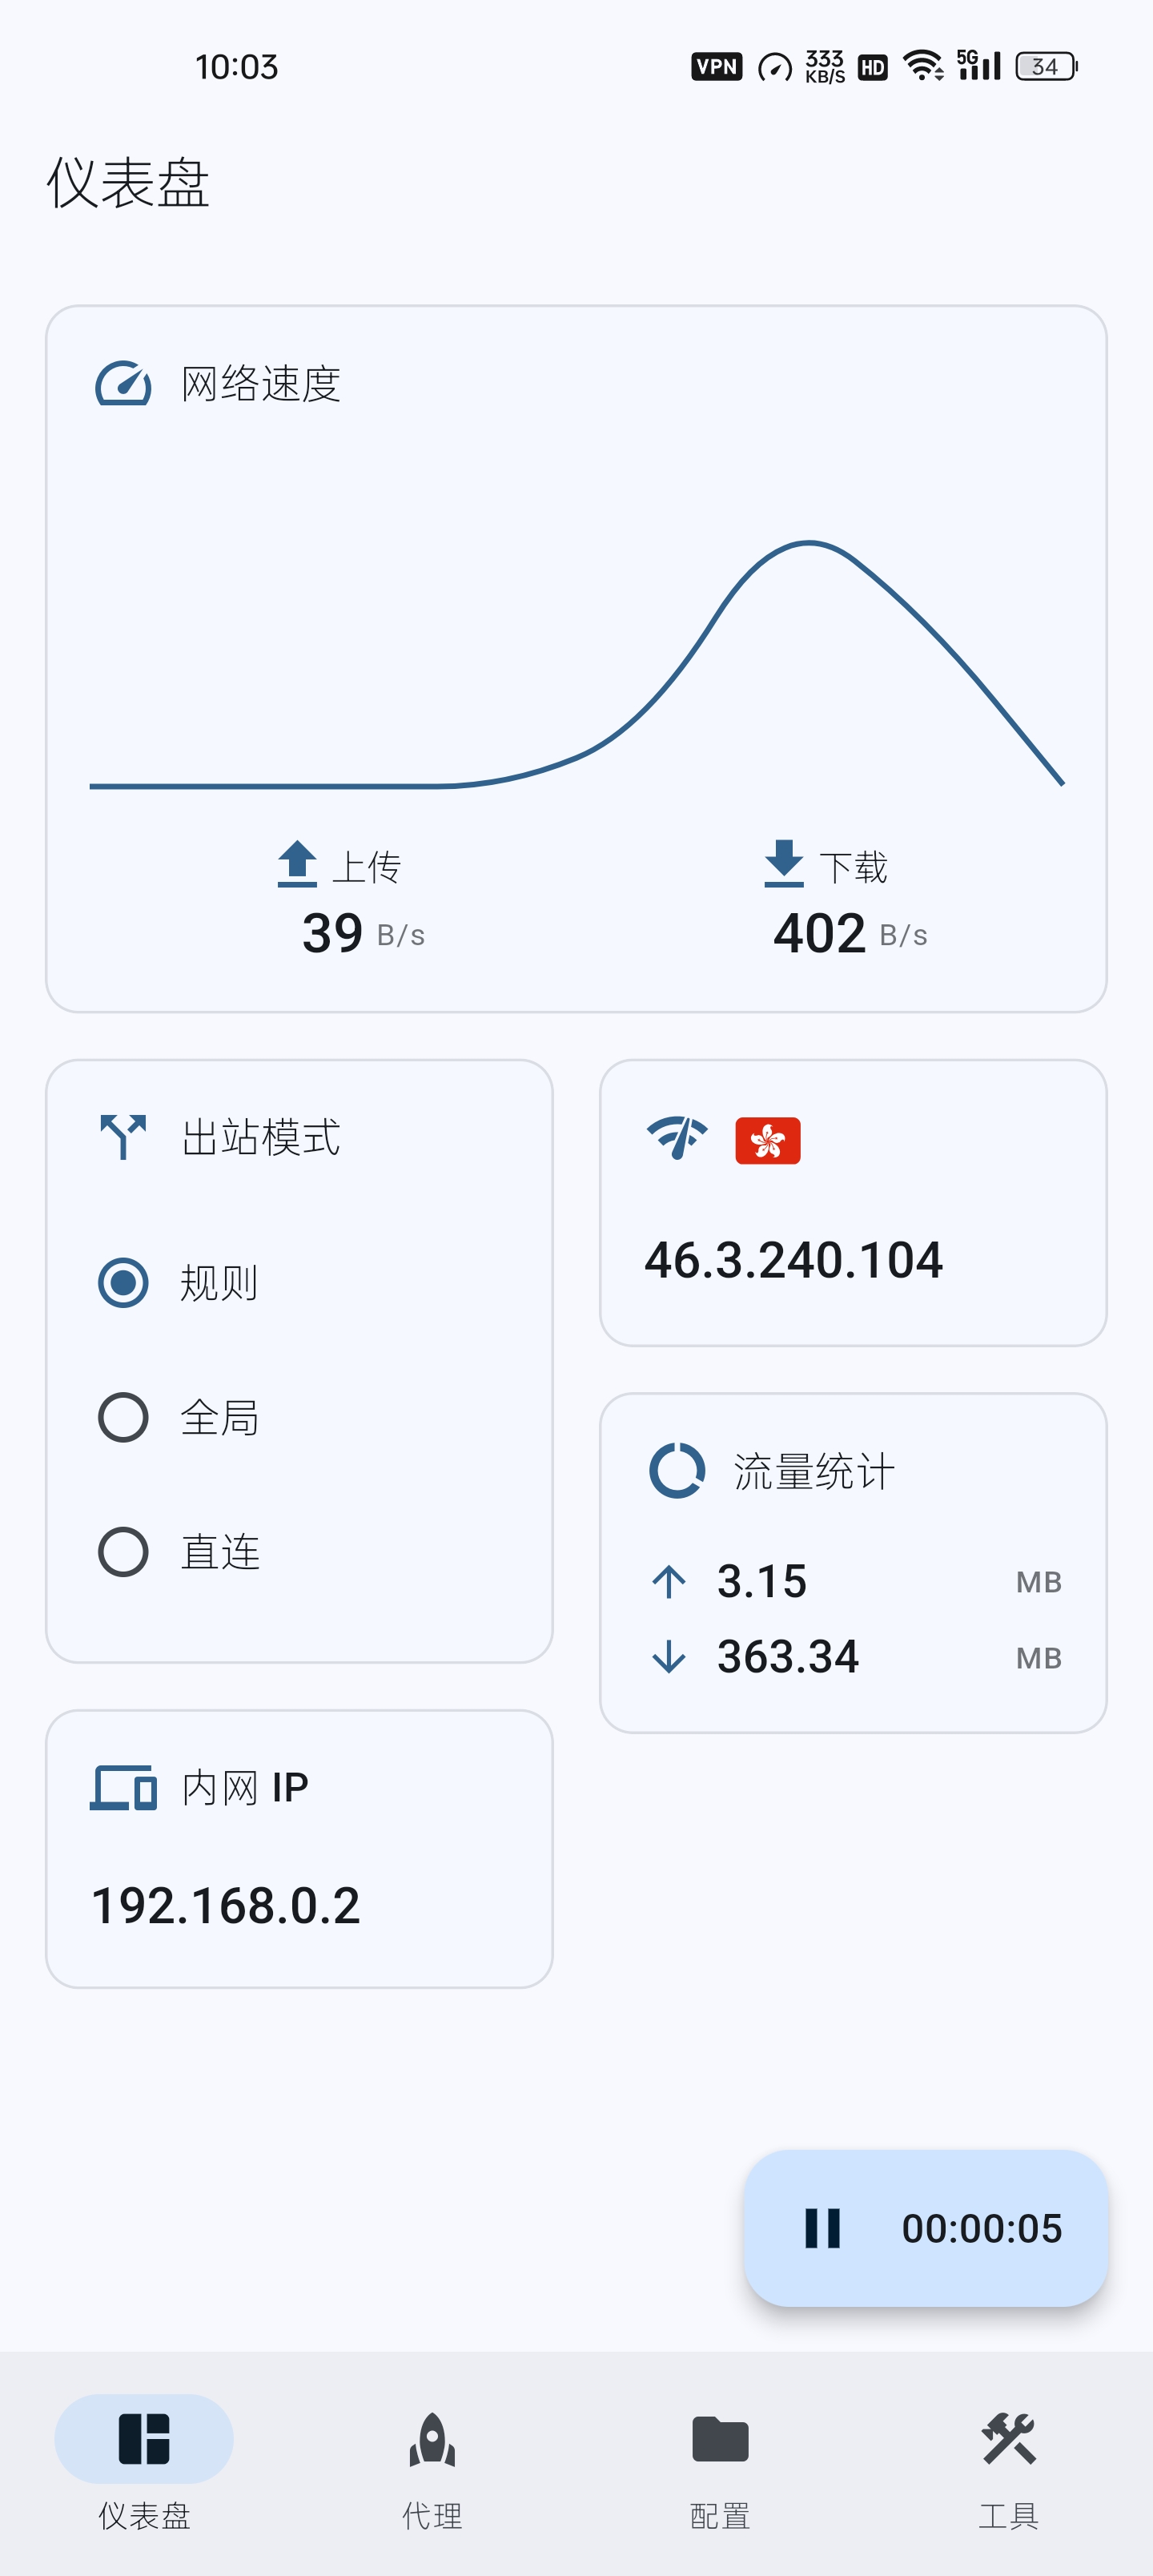 10:03
VPN 333 KB/S HD 5G 34
仪表盘
网络速度
上传
39 B/s
下载
402 B/s
出站模式
规则
全局
直连
46.3.240.104
流量统计
3.15 MB
363.34 MB
内网 IP
192.168.0.2
00:00:05
仪表盘
代理
配置
工具